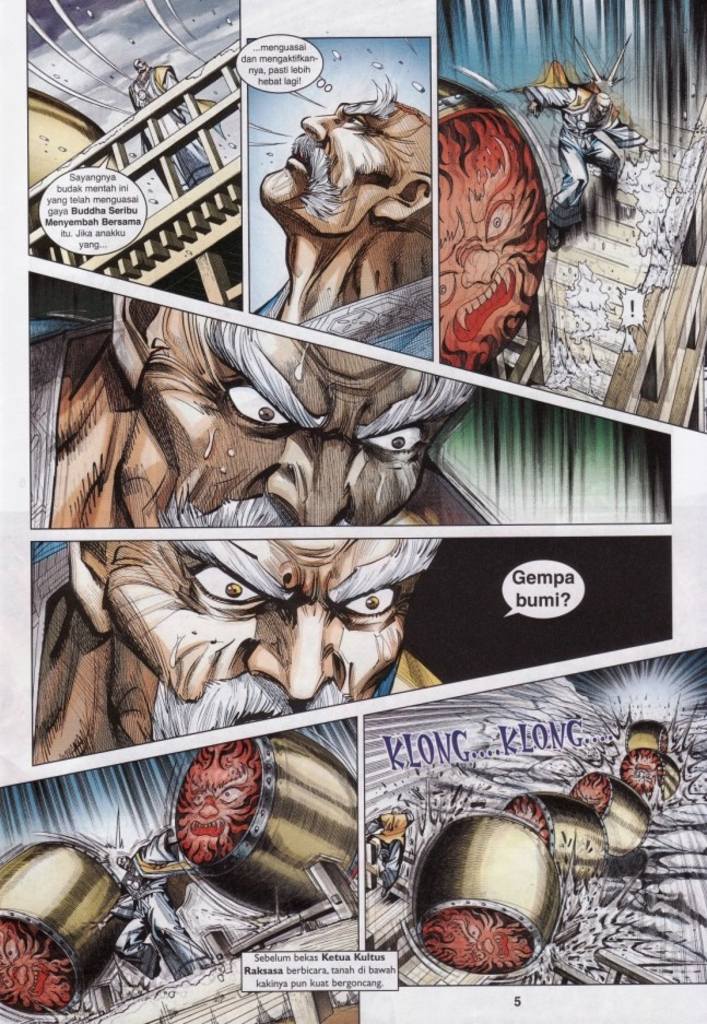 Sayangnya
budak mentah ini
yang telah menguasai
gaya Buddha Seribu
Menyembah Bersama
itu. Jika anakku
yang...
...menguasai
dan mengaktifkan-
nya, pasti lebih
hebat lagi!
!
Gempa
bumi?
KLONG....KLONG....
Sebelum bekas Ketua Kultus
Raksasa berbicara, tanah di bawah
kakinya pun kuat bergoncang.
5